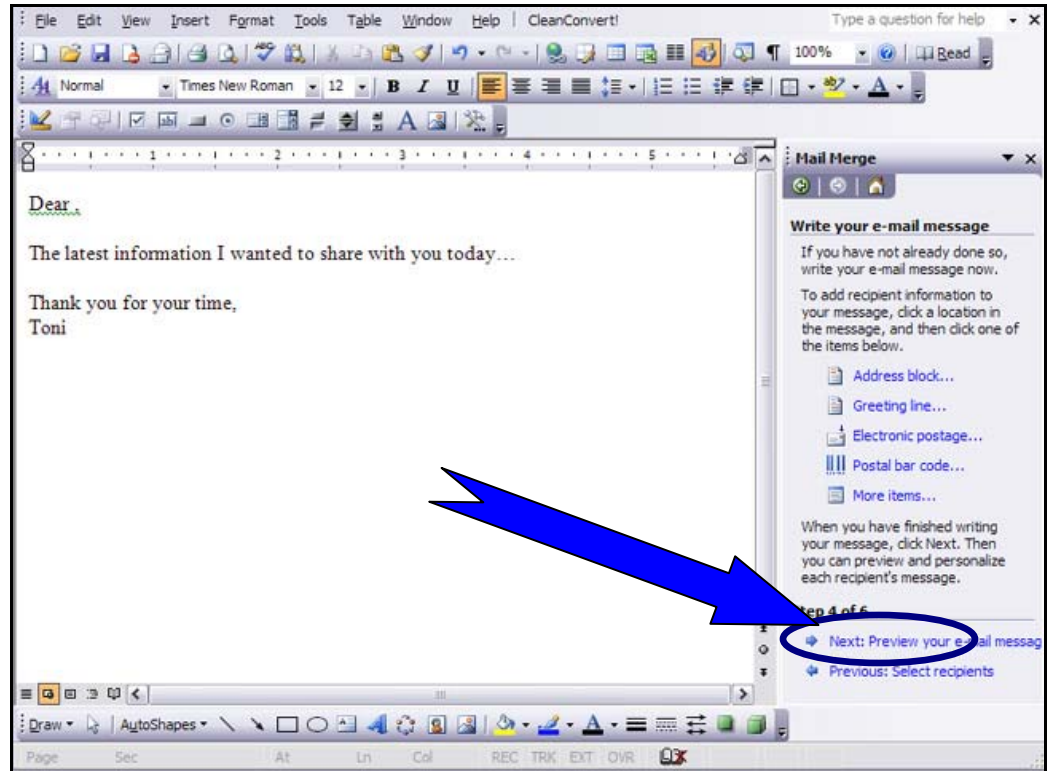 File Edit View Insert Format Tools Table Window Help CleanConvert! Type a question for help
100% Read
Normal Times New Roman 12 B I U A
A
1 2 3 4 5
Dear ,
The latest information I wanted to share with you today…
Thank you for your time,
Toni
Mail Merge
Write your e-mail message
If you have not already done so,
write your e-mail message now.
To add recipient information to
your message, click a location in
the message, and then click one of
the items below.
Address block...
Greeting line...
Electronic postage...
Postal bar code...
More items...
When you have finished writing
your message, click Next. Then
you can preview and personalize
each recipient's message.
tep 4 of 6
Next: Preview your e-mail messag
Previous: Select recipients
Draw AutoShapes A
Page Sec At Ln Col REC TRK EXT OVR